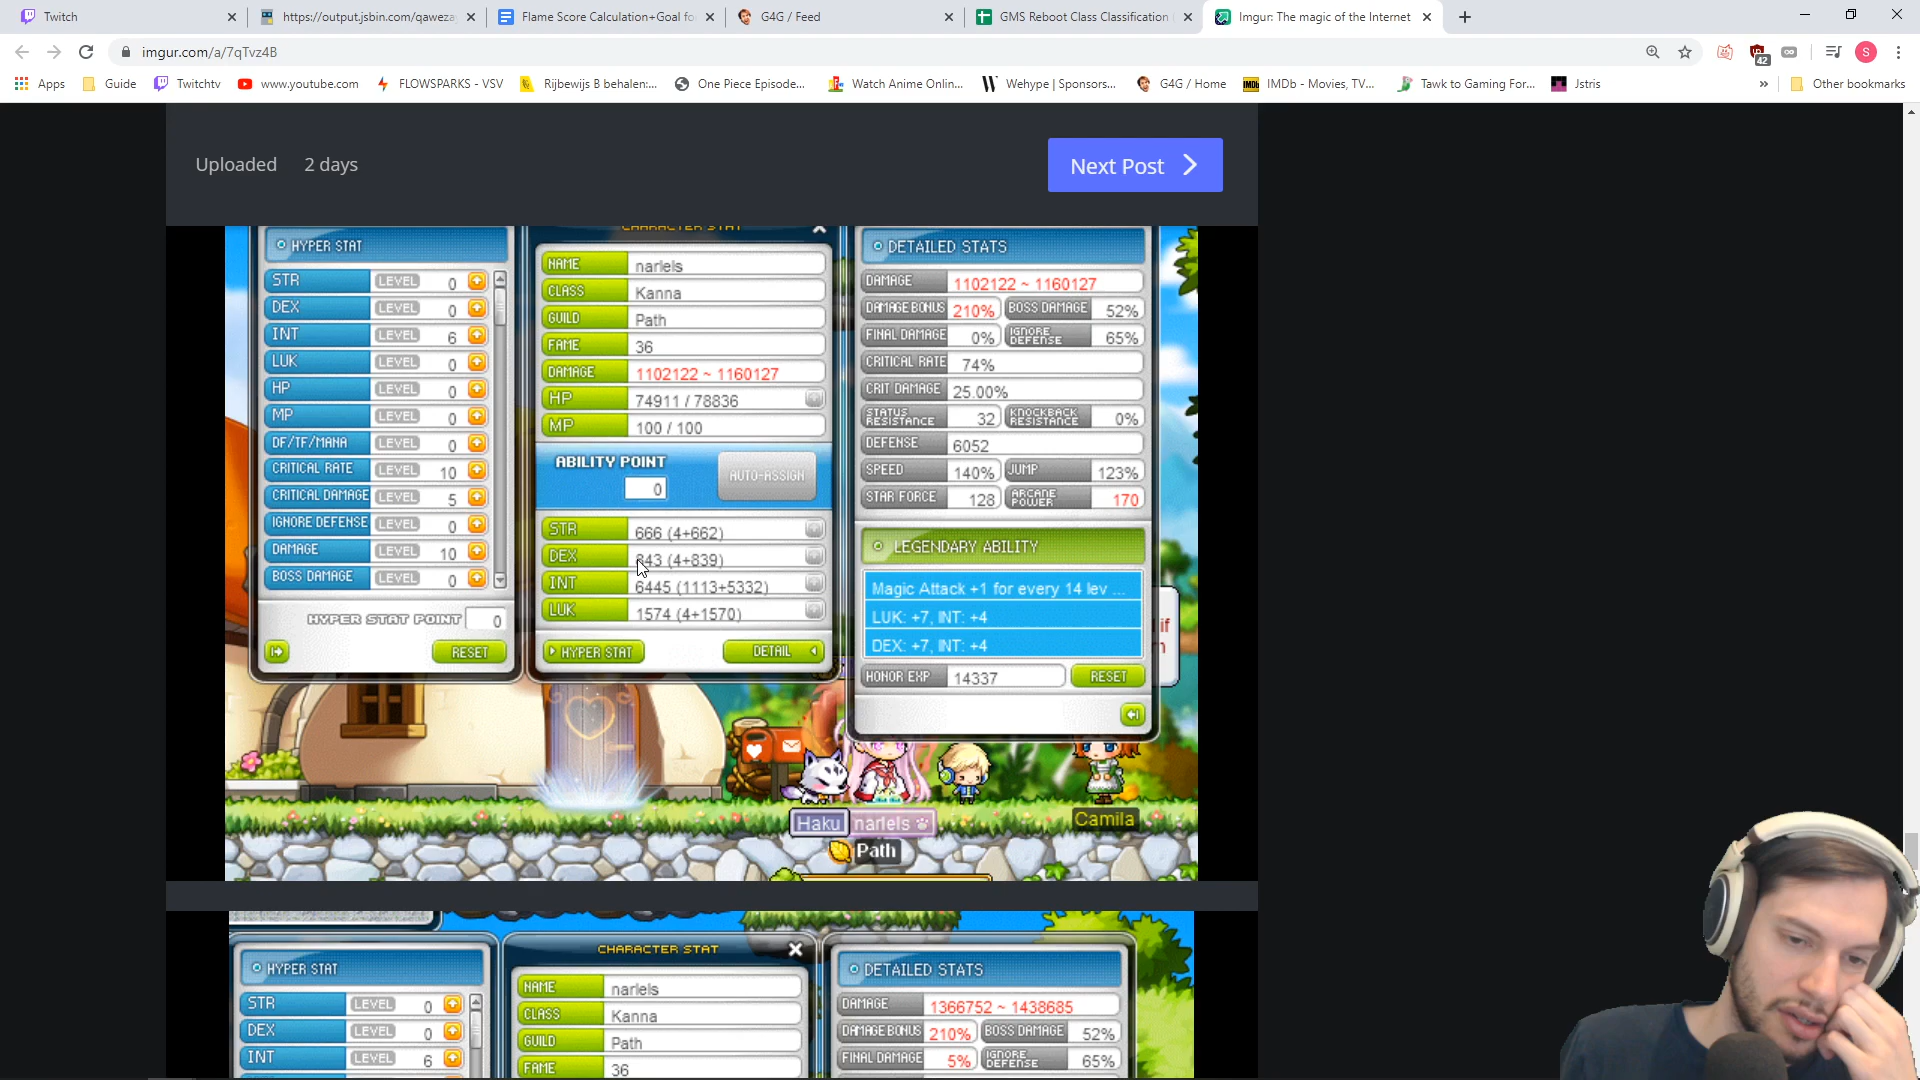 Twitch
https://output.jsbin.com/qaweza
Flame Score Calculation+Goal fo
G4G / Feed
GMS Reboot Class Classification
Imgur: The magic of the Internet
imgur.com/a/7qTvz4B
42
S
Apps
Guide
Twitchtv
www.youtube.com
FLOWSPARKS - VSV
Rijbewijs B behalen:...
One Piece Episode...
Watch Anime Onlin...
Wehype | Sponsors...
G4G / Home
IMDb - Movies, TV...
Tawk to Gaming For...
Jstris
Other bookmarks
Uploaded 2 days
Next Post
HYPER STAT
STR LEVEL 0
DEX LEVEL 0
INT LEVEL 6
LUK LEVEL 0
HP LEVEL 0
MP LEVEL 0
DF/TF/MANA LEVEL 0
CRITICAL RATE LEVEL 10
CRITICAL DAMAGE LEVEL 5
IGNORE DEFENSE LEVEL 0
DAMAGE LEVEL 10
BOSS DAMAGE LEVEL 0
HYPER STAT POINT 0
RESET
CHARACTER STAT
NAME narlels
CLASS Kanna
GUILD Path
FAME 36
DAMAGE 1102122 ~ 1160127
HP 74911 / 78836
MP 100 / 100
ABILITY POINT
0
AUTO-ASSIGN
STR 666 (4+662)
DEX 843 (4+839)
INT 6445 (1113+5332)
LUK 1574 (4+1570)
HYPER STAT
DETAIL
DETAILED STATS
DAMAGE 1102122 ~ 1160127
DAMAGE BONUS 210% BOSS DAMAGE 52%
FINAL DAMAGE 0% IGNORE DEFENSE 65%
CRITICAL RATE 74%
CRIT DAMAGE 25.00%
STATUS RESISTANCE 32 KNOCKBACK RESISTANCE 0%
DEFENSE 6052
SPEED 140% JUMP 123%
STAR FORCE 128 ARCANE POWER 170
LEGENDARY ABILITY
Magic Attack +1 for every 14 lev ...
LUK: +7, INT: +4
DEX: +7, INT: +4
HONOR EXP 14337 RESET
if
Haku
narlels
Camila
Path
HYPER STAT
STR LEVEL 0
DEX LEVEL 0
INT LEVEL 6
CHARACTER STAT
NAME narlels
CLASS Kanna
GUILD Path
FAME 36
DETAILED STATS
DAMAGE 1366752 ~ 1438685
DAMAGE BONUS 210% BOSS DAMAGE 52%
FINAL DAMAGE 5% IGNORE DEFENSE 65%